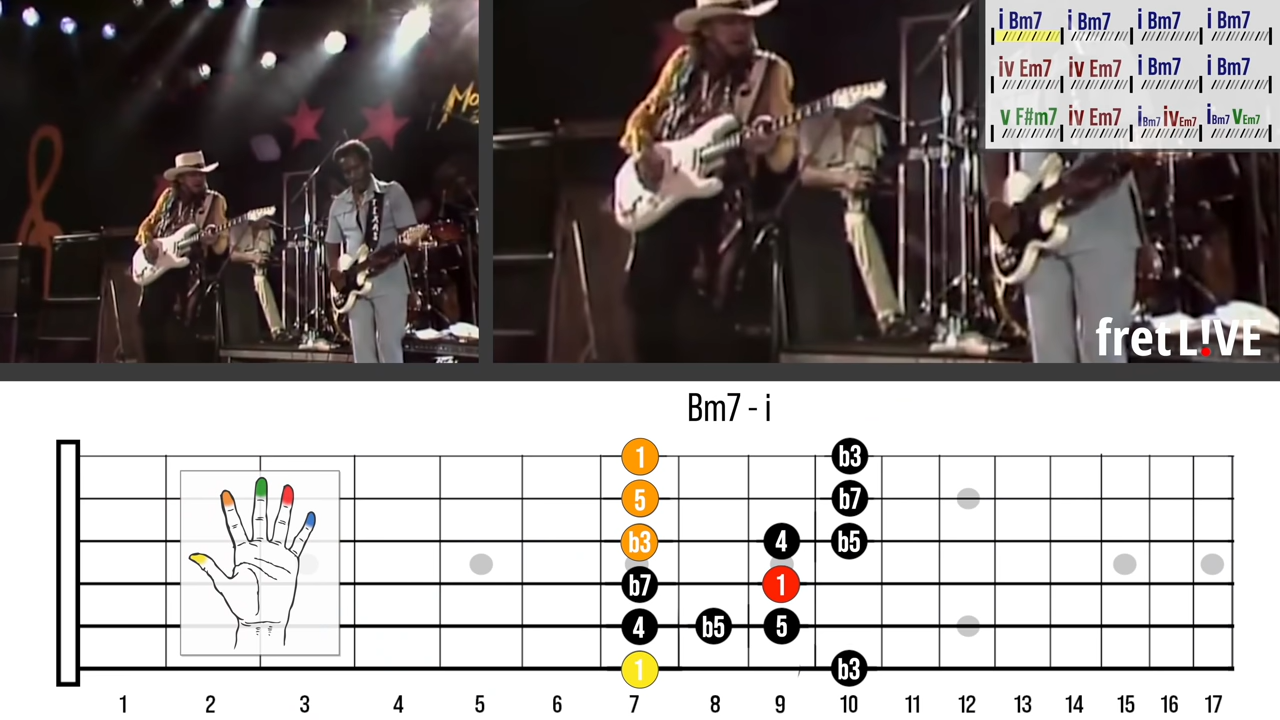 Mo
TEXAS
i Bm7 i Bm7 i Bm7 i Bm7
iv Em7 iv Em7 i Bm7 i Bm7
v F#m7 iv Em7 i Bm7 iv Em7 i Bm7 v Em7
fret L!VE
Bm7 - i
1 b3
5 b7
b3 4 b5
b7 1
4 b5 5
1 b3
1 2 3 4 5 6 7 8 9 10 11 12 13 14 15 16 17